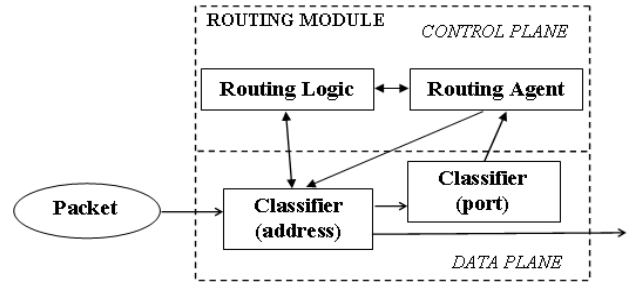 ROUTING MODULE
CONTROL PLANE
Routing Logic
Routing Agent
Classifier
(port)
Packet
Classifier
(address)
DATA PLANE